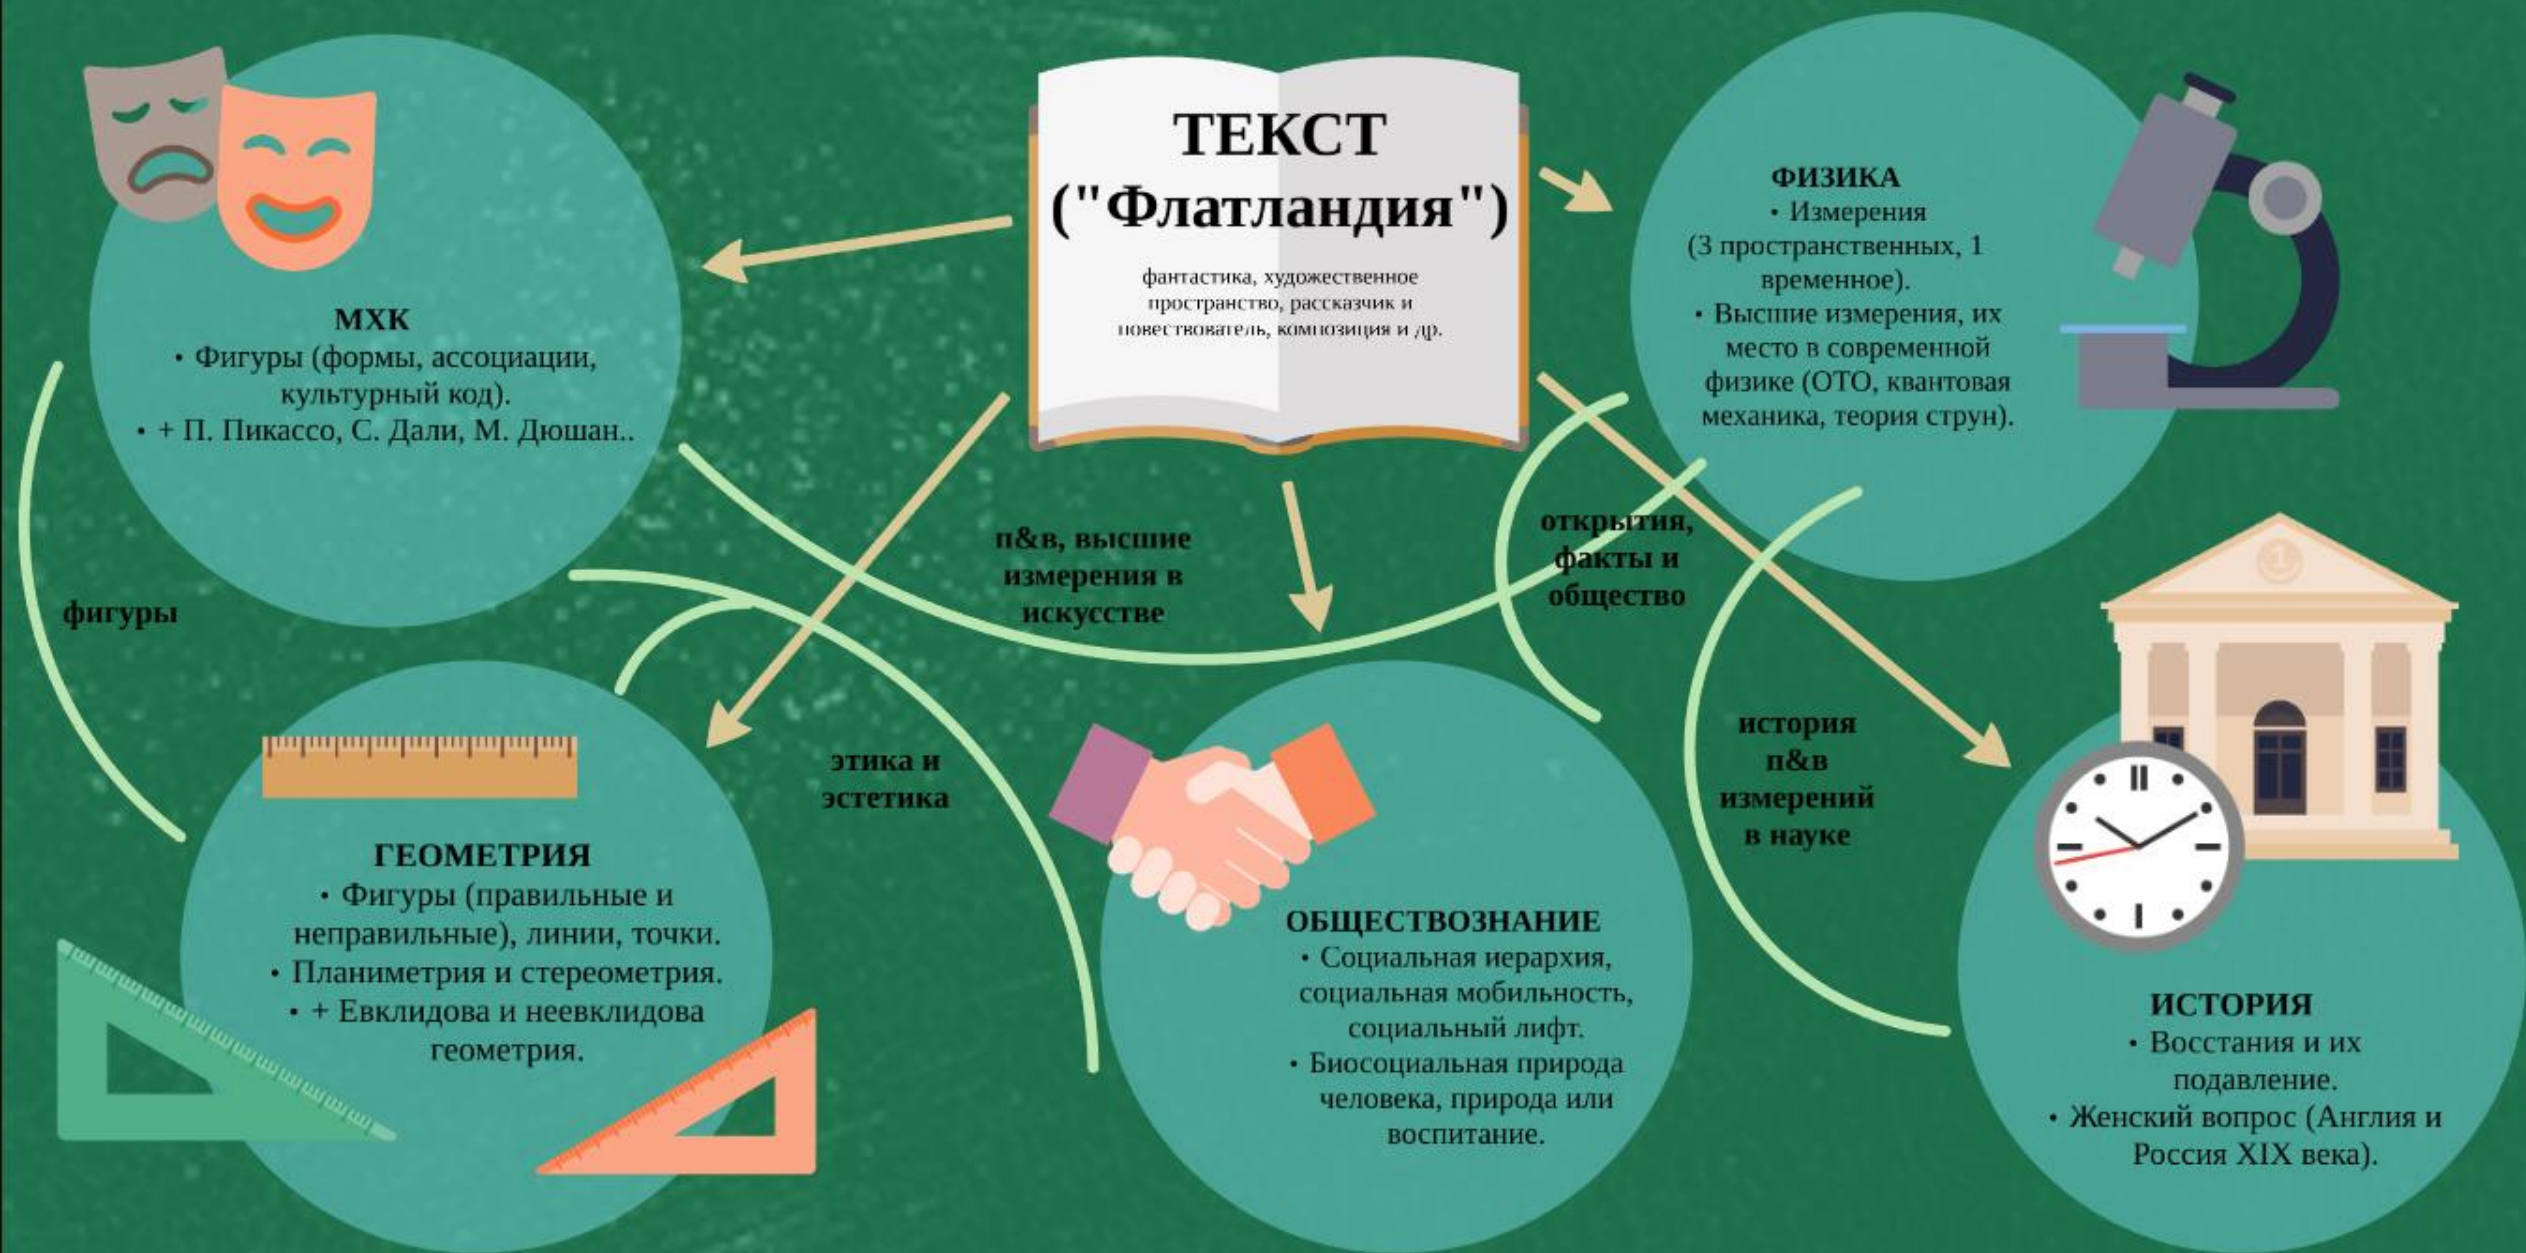 ТЕКСТ
("Флатландия")
фантастика, художественное
пространство, рассказчик и
повествователь, композиция и др.
МХК
• Фигуры (формы, ассоциации,
культурный код).
• + П. Пикассо, С. Дали, М. Дюшан..
ФИЗИКА
• Измерения
(3 пространственных, 1
временное).
• Высшие измерения, их
место в современной
физике (ОТО, квантовая
механика, теория струн).
фигуры
п&в, высшие
измерения в
искусстве
открытия,
факты и
общество
этика и
эстетика
история
п&в
измерений
в науке
ГЕОМЕТРИЯ
• Фигуры (правильные и
неправильные), линии, точки.
• Планиметрия и стереометрия.
• + Евклидова и неевклидова
геометрия.
ОБЩЕСТВОЗНАНИЕ
• Социальная иерархия,
социальная мобильность,
социальный лифт.
• Биосоциальная природа
человека, природа или
воспитание.
1
ИСТОРИЯ
• Восстания и их
подавление.
• Женский вопрос (Англия и
Россия XIX века).